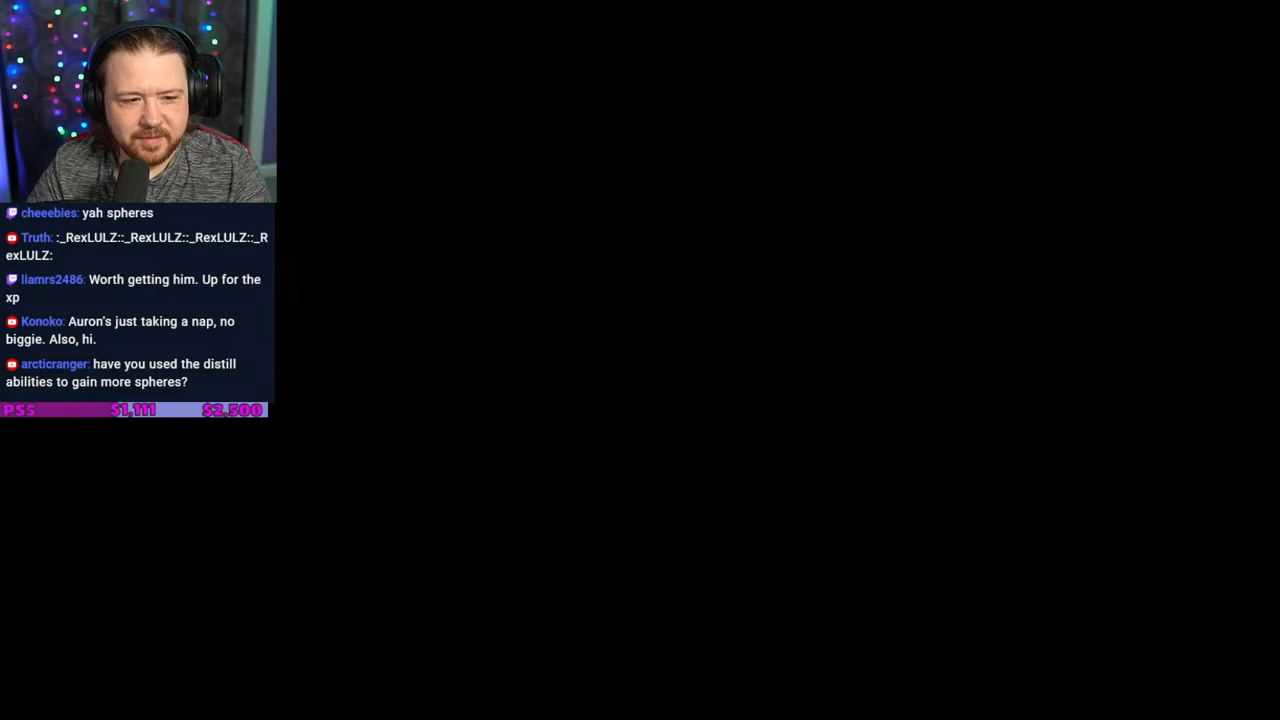 cheeebies: yah spheres
Truth: :_RexLULZ::_RexLULZ::_RexLULZ::_R
exLULZ:
liamrs2486: Worth getting him. Up for the
xp
Konoko: Auron's just taking a nap, no
biggie. Also, hi.
arcticranger: have you used the distill
abilities to gain more spheres?
PS5 $1,111 $2,500